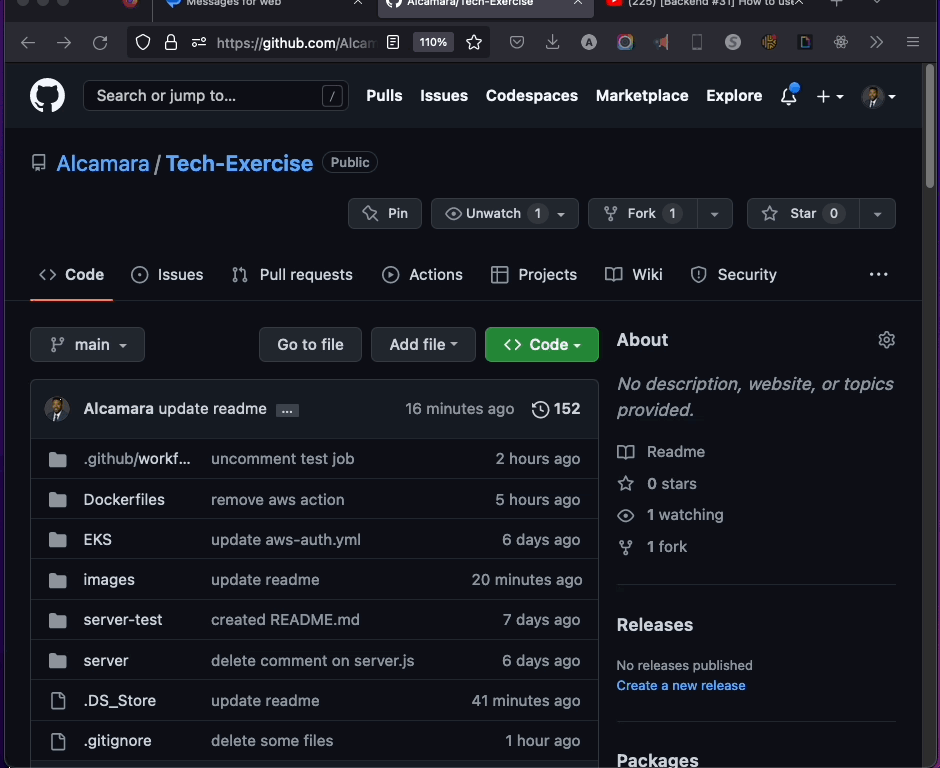 Messages for web
Alcamara/Tech-Exercise
(225) [Backend #31] How to use
https://github.com/Alcam
110%
Search or jump to... /
Pulls Issues Codespaces Marketplace Explore
Alcamara / Tech-Exercise Public
Pin Unwatch 1 Fork 1 Star 0
Code Issues Pull requests Actions Projects Wiki Security ...
main Go to file Add file Code
About
No description, website, or topics
provided.
Alcamara update readme ... 16 minutes ago 152
.github/workf... uncomment test job 2 hours ago
Dockerfiles remove aws action 5 hours ago
EKS update aws-auth.yml 6 days ago
images update readme 20 minutes ago
server-test created README.md 7 days ago
server delete comment on server.js 6 days ago
.DS_Store update readme 41 minutes ago
.gitignore delete some files 1 hour ago
Readme
0 stars
1 watching
1 fork
Releases
No releases published
Create a new release
Packages